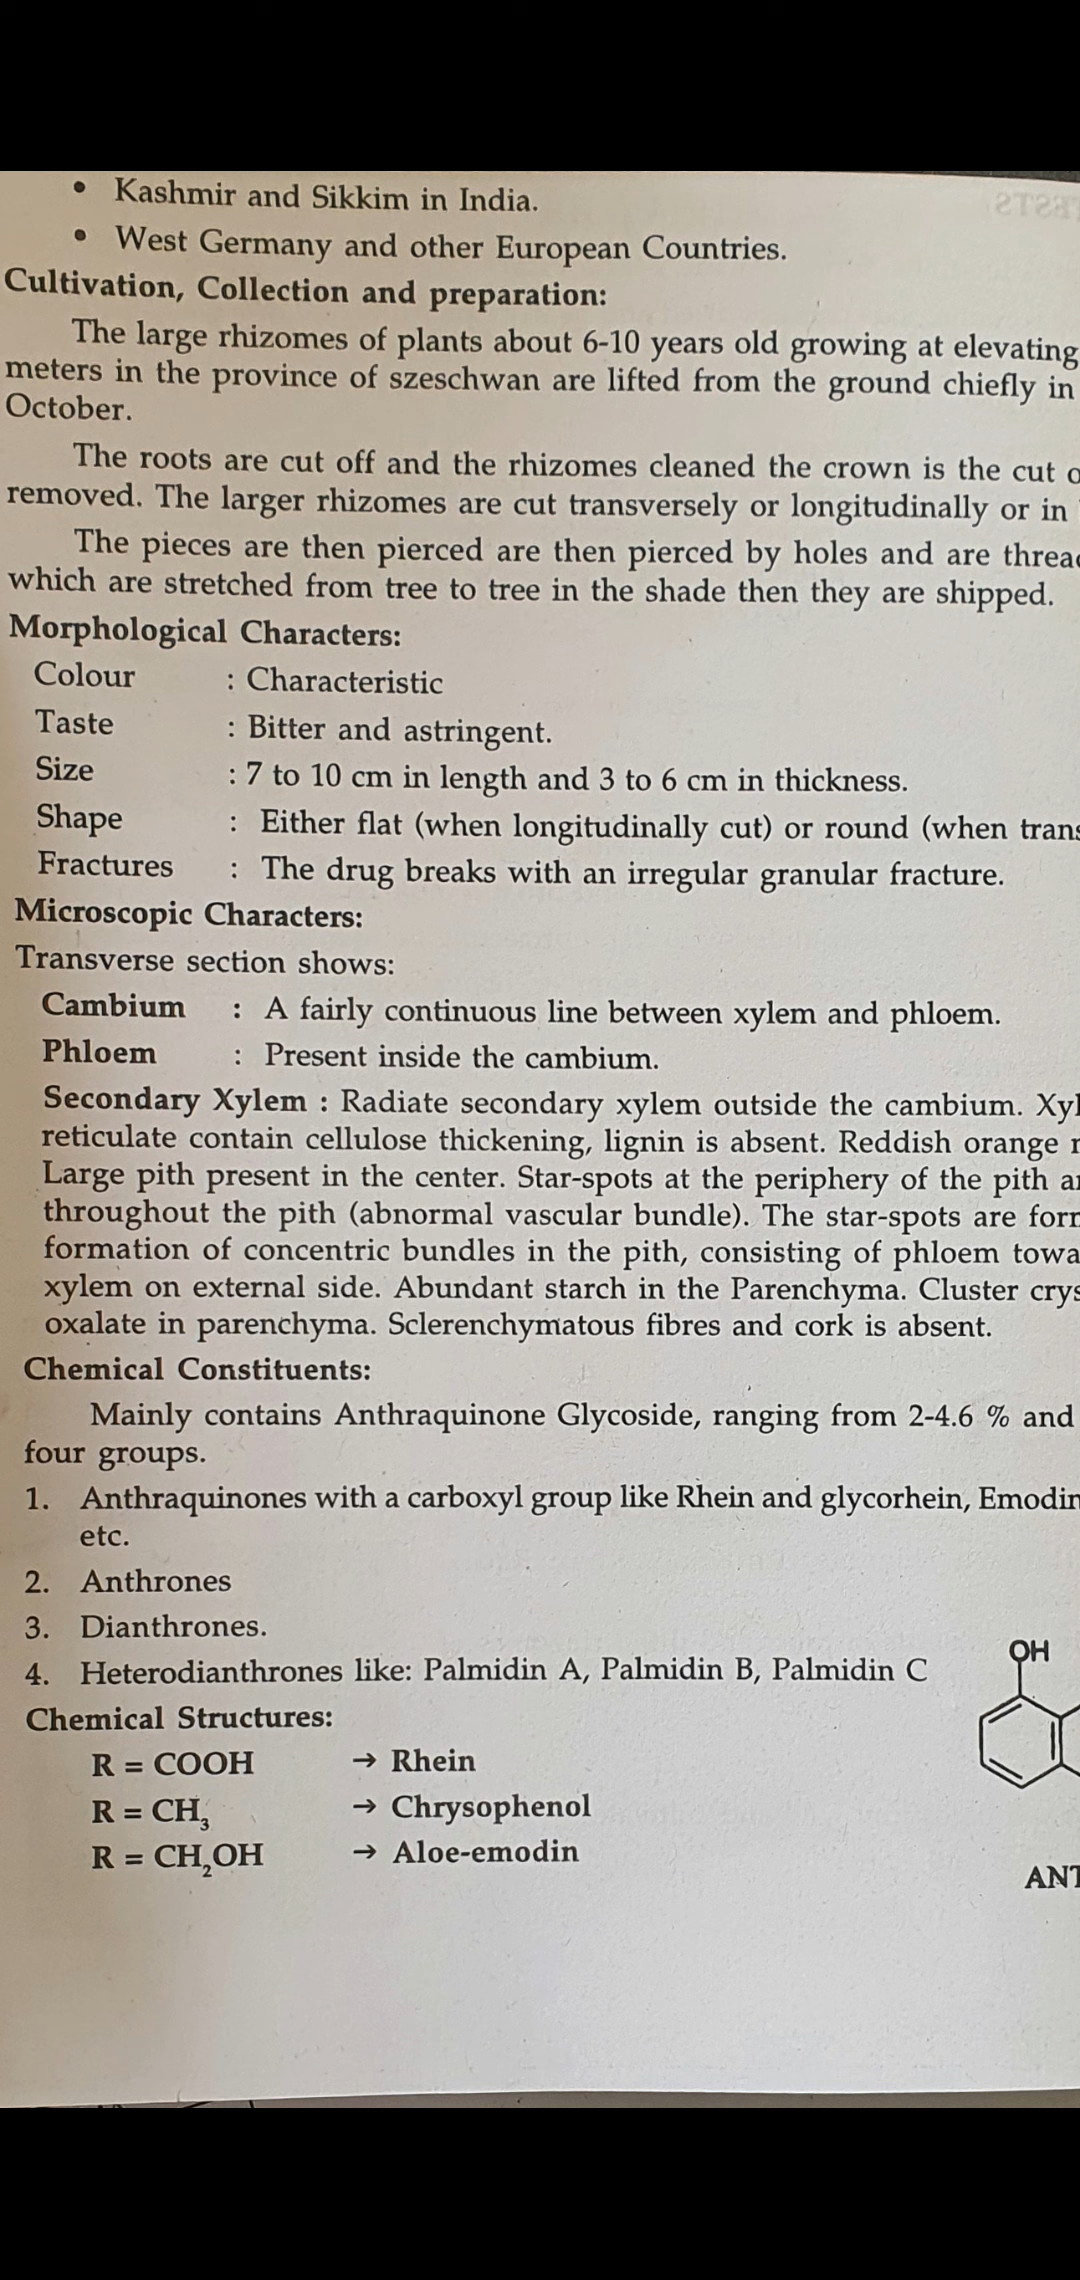 • Kashmir and Sikkim in India.
• West Germany and other European Countries.
Cultivation, Collection and preparation:
The large rhizomes of plants about 6-10 years old growing at elevating
meters in the province of szeschwan are lifted from the ground chiefly in
October.
The roots are cut off and the rhizomes cleaned the crown is the cut
removed. The larger rhizomes are cut transversely or longitudinally or in
The pieces are then pierced are then pierced by holes and are
which are stretched from tree to tree in the shade then they are shipped.
Morphological Characters:
Colour : Characteristic
Taste : Bitter and astringent.
Size : 7 to 10 cm in length and 3 to 6 cm in thickness.
Shape : Either flat (when longitudinally cut) or round (when trans
Fractures : The drug breaks with an irregular granular fracture.
Microscopic Characters:
Transverse section shows:
Cambium : A fairly continuous line between xylem and phloem.
Phloem : Present inside the cambium.
Secondary Xylem : Radiate secondary xylem outside the cambium. Xyl
reticulate contain cellulose thickening, lignin is absent. Reddish orange
Large pith present in the center. Star-spots at the periphery of the pith
throughout the pith (abnormal vascular bundle). The star-spots are
formation of concentric bundles in the pith, consisting of phloem towa
xylem on external side. Abundant starch in the Parenchyma. Cluster crys
oxalate in parenchyma. Sclerenchymatous fibres and cork is absent.
Chemical Constituents:
Mainly contains Anthraquinone Glycoside, ranging from 2-4.6 % and
four groups.
1. Anthraquinones with a carboxyl group like Rhein and glycorhein, Emodin
etc.
2. Anthrones
3. Dianthrones.
4. Heterodianthrones like: Palmidin A, Palmidin B, Palmidin C
OH
Chemical Structures:
R = COOH → Rhein
R = CH₃ → Chrysophenol
R = CH₂OH → Aloe-emodin
ANT